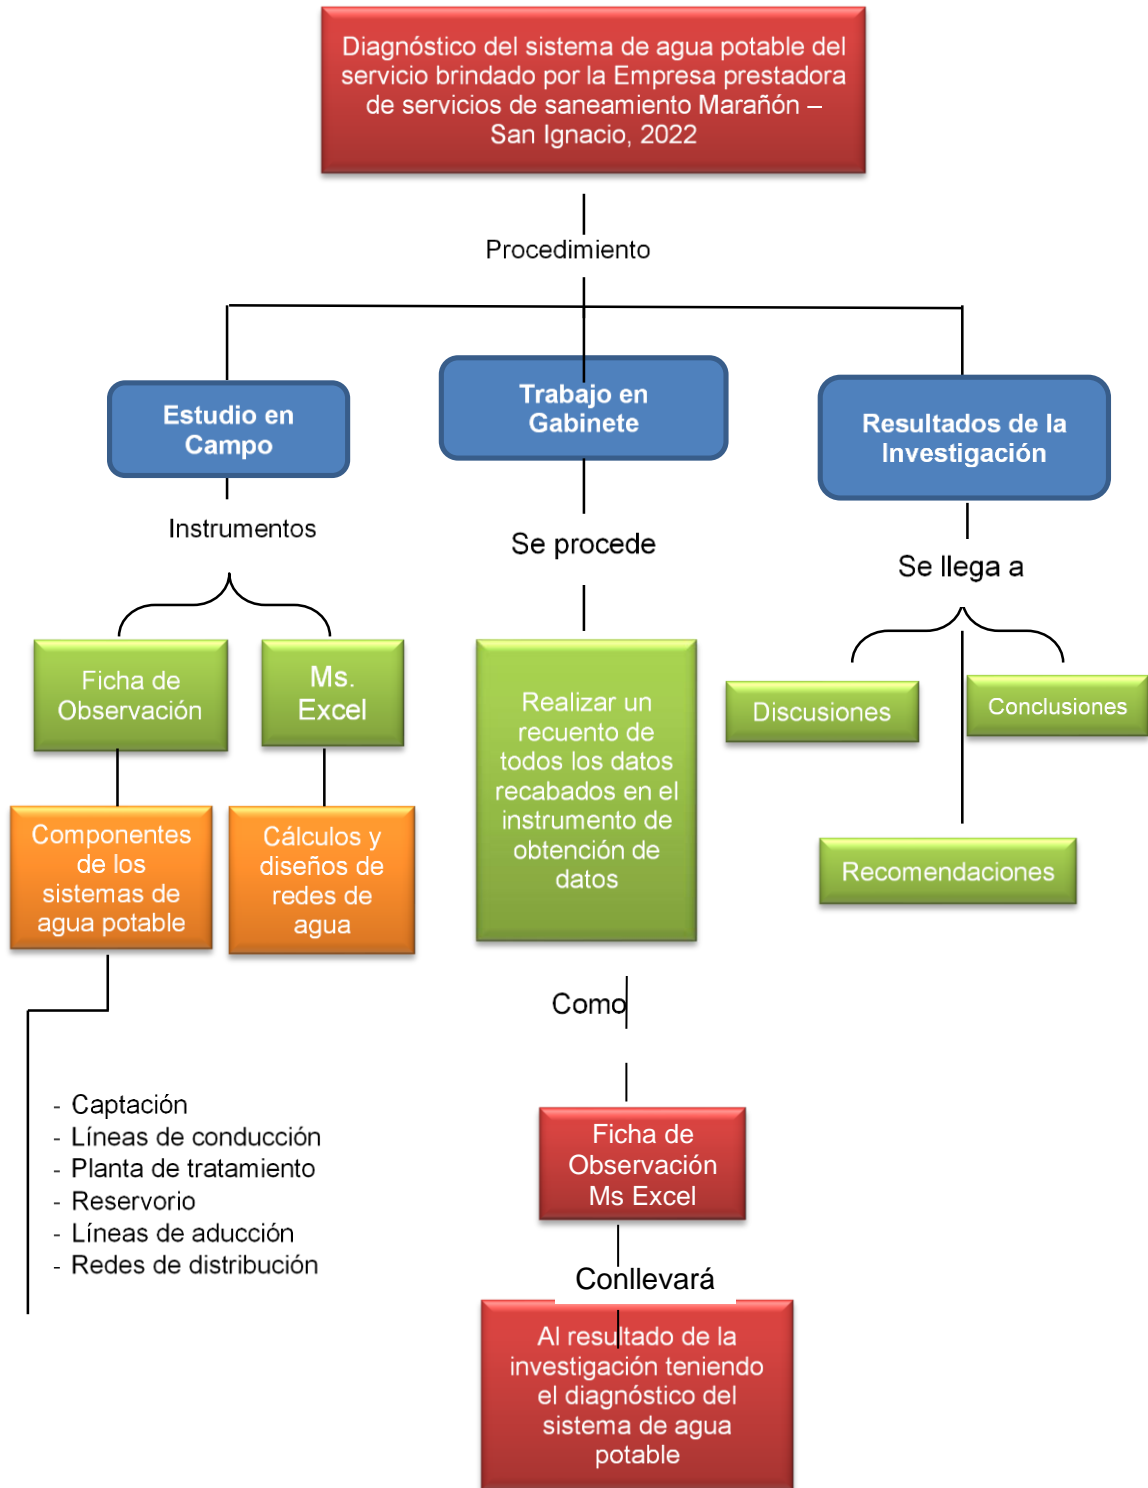 Diagnóstico del sistema de agua potable del
servicio brindado por la Empresa prestadora
de servicios de saneamiento Marañón –
San Ignacio, 2022
Procedimiento
Estudio en
Campo
Instrumentos
Ficha de
Observación
Ms.
Excel
Componentes
de los
sistemas de
agua potable
Cálculos y
diseños de
redes de
agua
- Captación
- Líneas de conducción
- Planta de tratamiento
- Reservorio
- Líneas de aducción
- Redes de distribución
Trabajo en
Gabinete
Se procede
Realizar un
recuento de
todos los datos
recabados en el
instrumento de
obtención de
datos
Como
Ficha de
Observación
Ms Excel
Conllevará
Al resultado de la
investigación teniendo
el diagnóstico del
sistema de agua
potable
Resultados de la
Investigación
Se llega a
Discusiones
Conclusiones
Recomendaciones